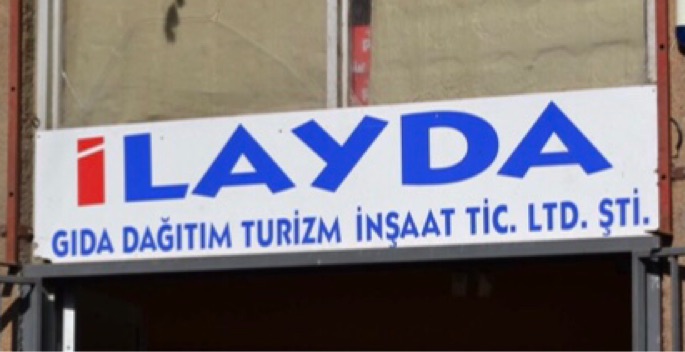 İLAYDA
GIDA DAĞITIM TURİZM İNŞAAT TİC. LTD. ŞTİ.